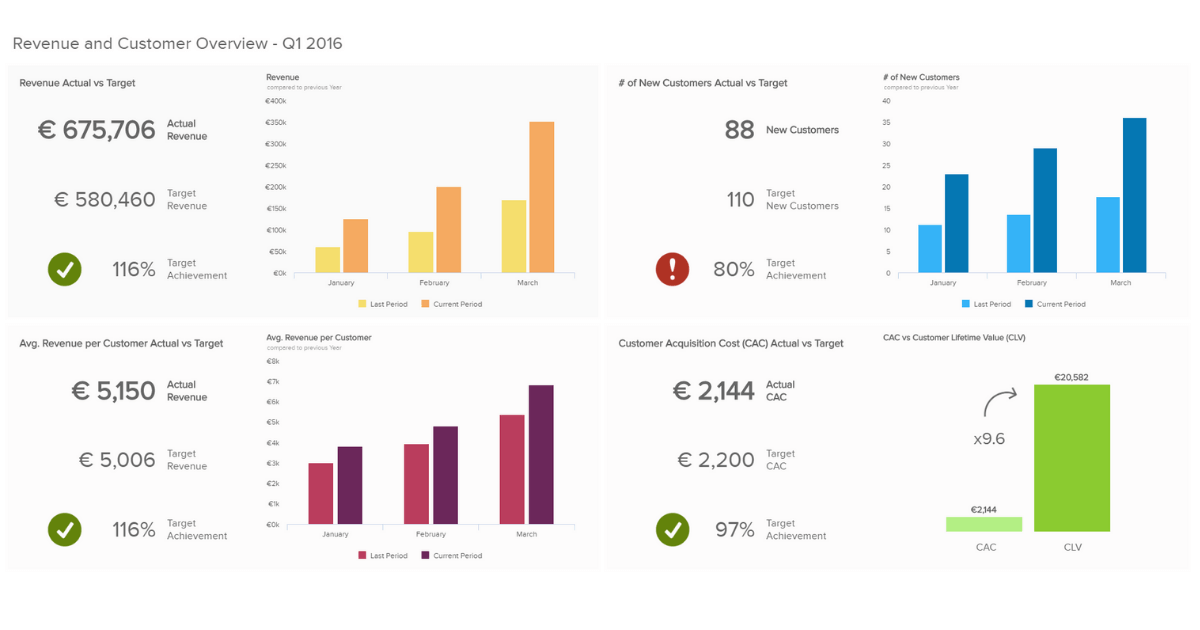 Revenue and Customer Overview - Q1 2016
Revenue Actual vs Target
€ 675,706
Actual
Revenue
€ 580,460
Target
Revenue
116%
Target
Achievement
Revenue
compared to previous Year
€400k
€350k
€300k
€250k
€200k
€150k
€100k
€50k
€0k
January
February
March
Last Period
Current Period
# of New Customers Actual vs Target
88
New Customers
110
Target
New Customers
80%
Target
Achievement
# of New Customers
compared to previous Year
40
35
30
25
20
15
10
5
0
January
February
March
Last Period
Current Period
Avg. Revenue per Customer Actual vs Target
€ 5,150
Actual
Revenue
€ 5,006
Target
Revenue
116%
Target
Achievement
Avg. Revenue per Customer
compared to previous Year
€8k
€7k
€6k
€5k
€4k
€3k
€2k
€1k
€0k
January
February
March
Last Period
Current Period
Customer Acquisition Cost (CAC) Actual vs Target
€ 2,144
Actual
CAC
€ 2,200
Target
CAC
97%
Target
Achievement
CAC vs Customer Lifetime Value (CLV)
€20,582
x9.6
€2,144
CAC
CLV